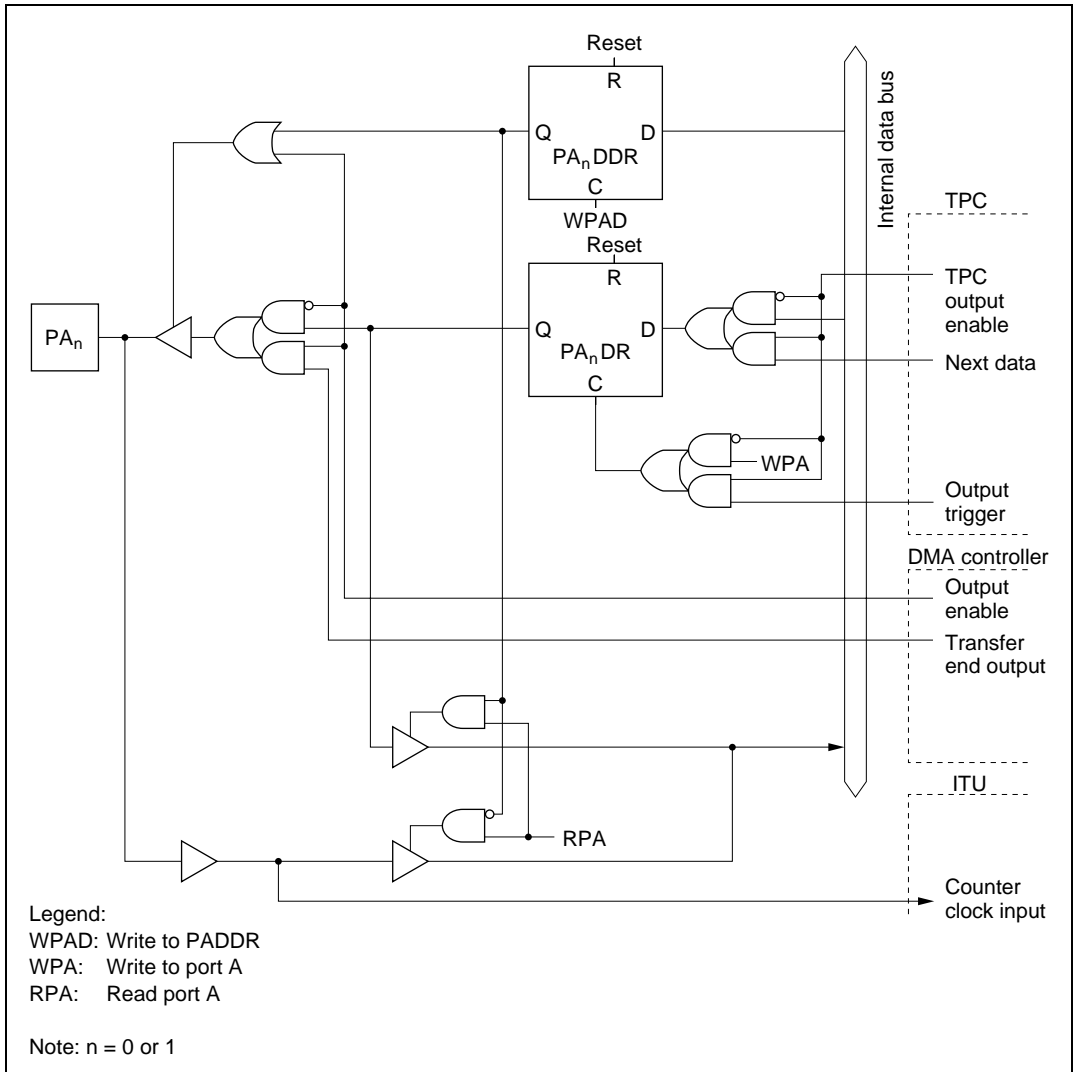 Reset
R
Q
D
PAnDDR
C
WPAD
Internal data bus
TPC
Reset
R
Q
D
PAnDR
C
PAn
TPC
output
enable
Next data
WPA
Output
trigger
DMA controller
Output
enable
Transfer
end output
ITU
RPA
Counter
clock input
Legend:
WPAD: Write to PADDR
WPA: Write to port A
RPA: Read port A
Note: n = 0 or 1